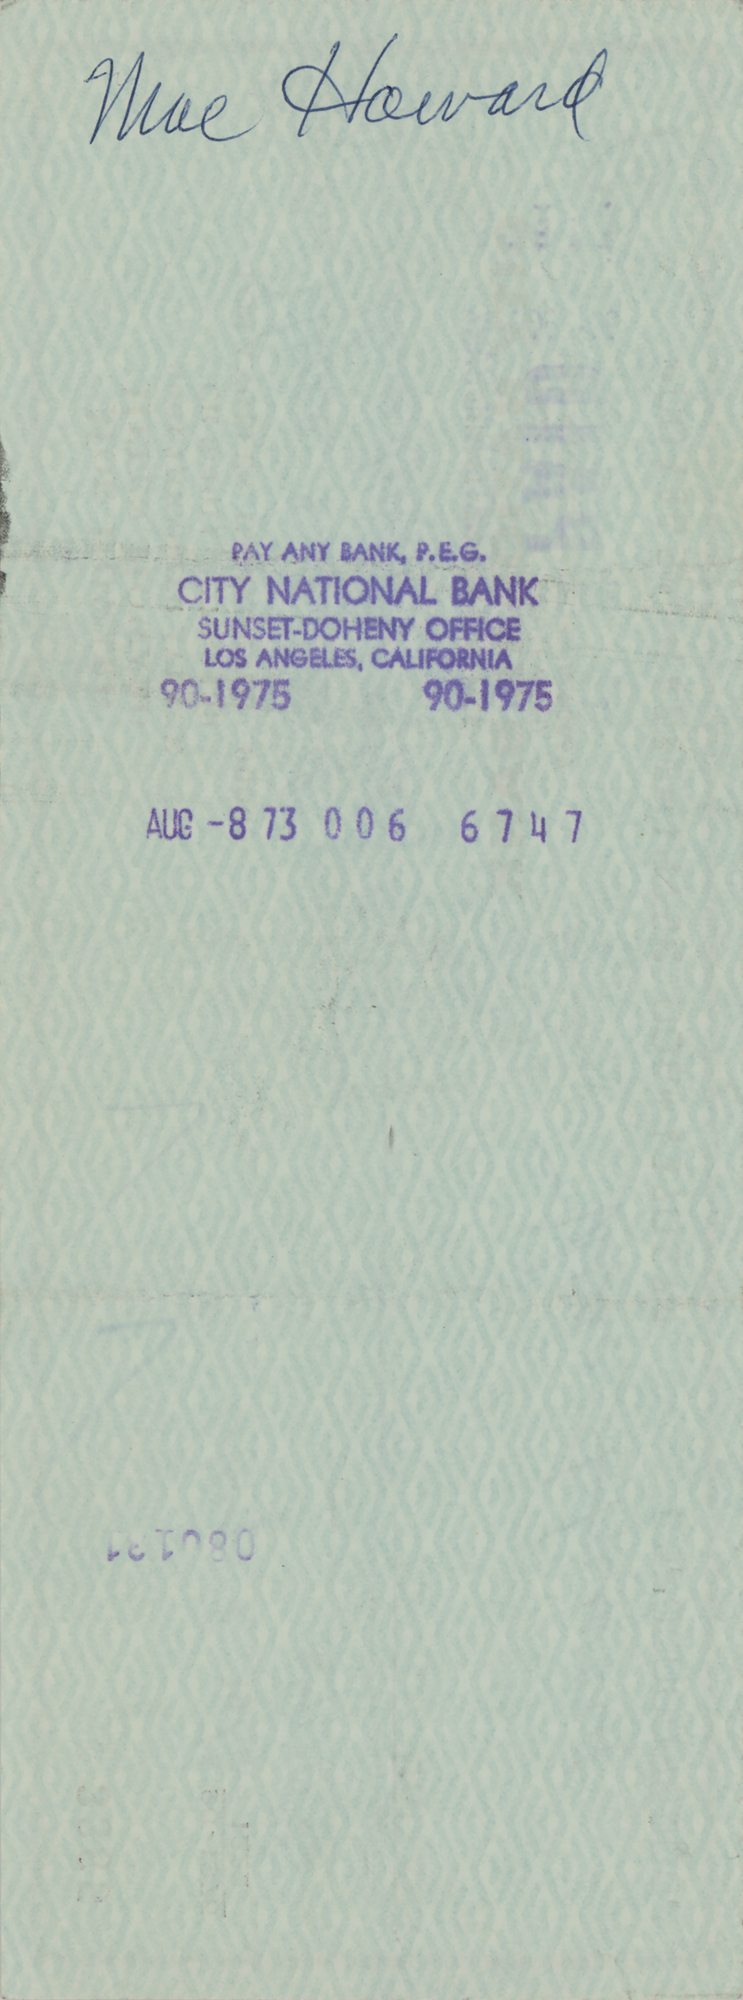 Mae Howard
PAY ANY BANK, P.E.G.
CITY NATIONAL BANK
SUNSET-DOHENY OFFICE
LOS ANGELES, CALIFORNIA
90-1975 90-1975
AUG -8 73 006 6747